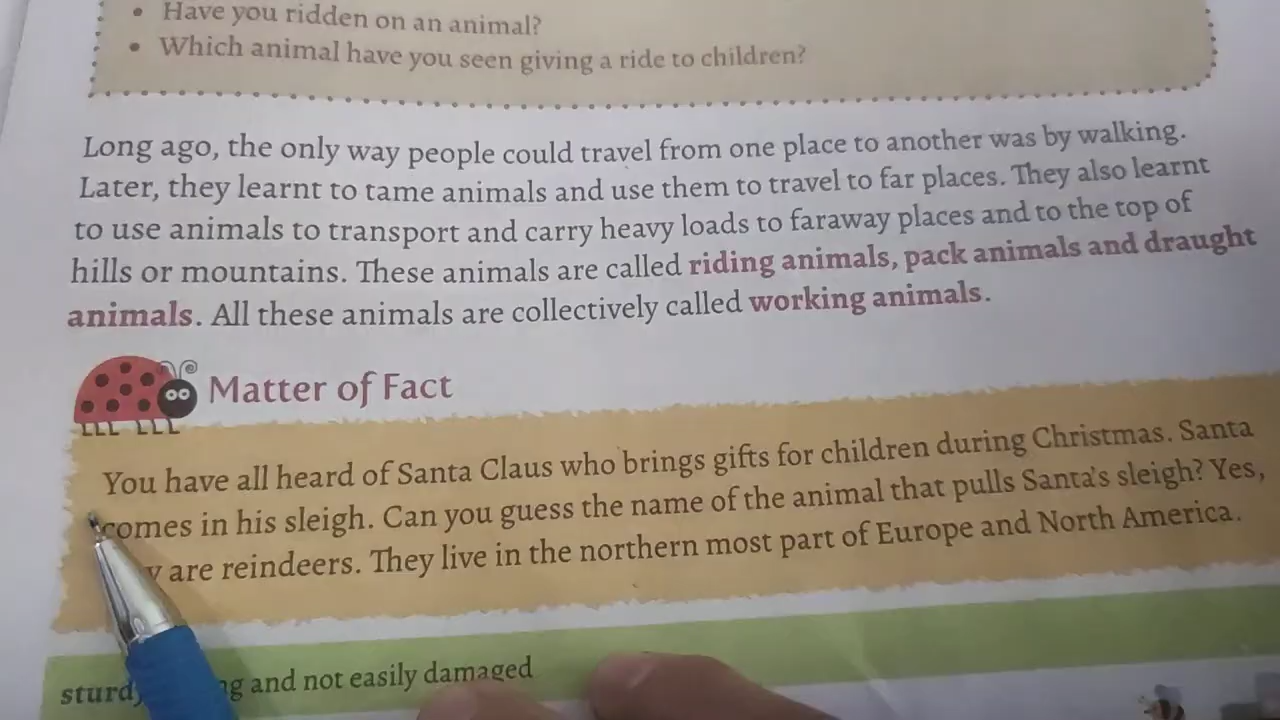 • Have you ridden on an animal?
• Which animal have you seen giving a ride to children?
Long ago, the only way people could travel from one place to another was by walking.
Later, they learnt to tame animals and use them to travel to far places. They also learnt
to use animals to transport and carry heavy loads to faraway places and to the top of
hills or mountains. These animals are called riding animals, pack animals and draught
animals. All these animals are collectively called working animals.
Matter of Fact
You have all heard of Santa Claus who brings gifts for children during Christmas. Santa
comes in his sleigh. Can you guess the name of the animal that pulls Santa's sleigh? Yes,
are reindeers. They live in the northern most part of Europe and North America.
sturdy and not easily damaged